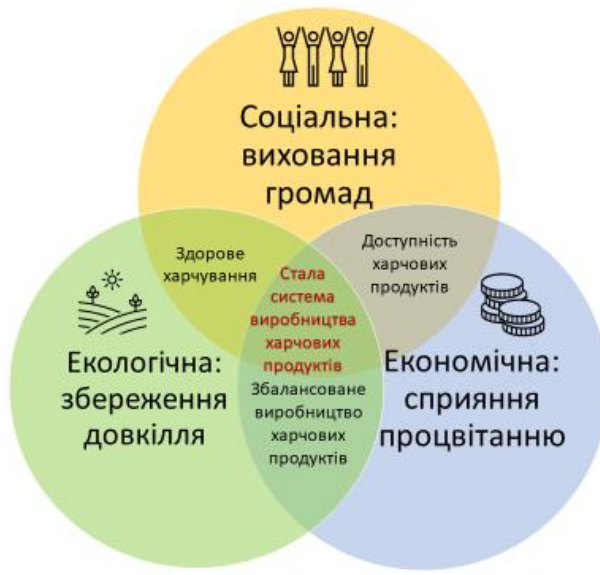 Соціальна:
виховання
громад
Здорове
харчування
Доступність
харчових
продуктів
Стала
система
виробництва
харчових
продуктів
Екологічна:
збереження
довкілля
Економічна:
сприяння
процвітанню
Збалансоване
виробництво
харчових
продуктів